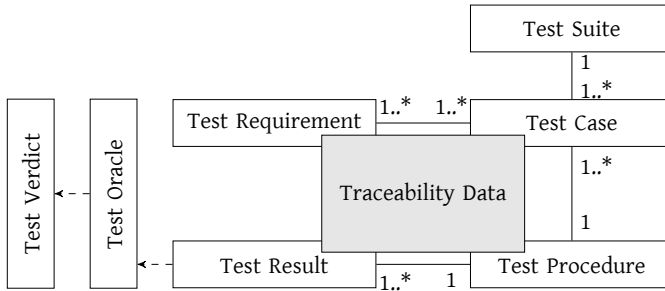 Test Suite
1
1..*
Test Requirement
1..*
1..*
Test Case
Test Verdict
Test Oracle
Traceability Data
1..*
1
Test Result
1..*
1
Test Procedure